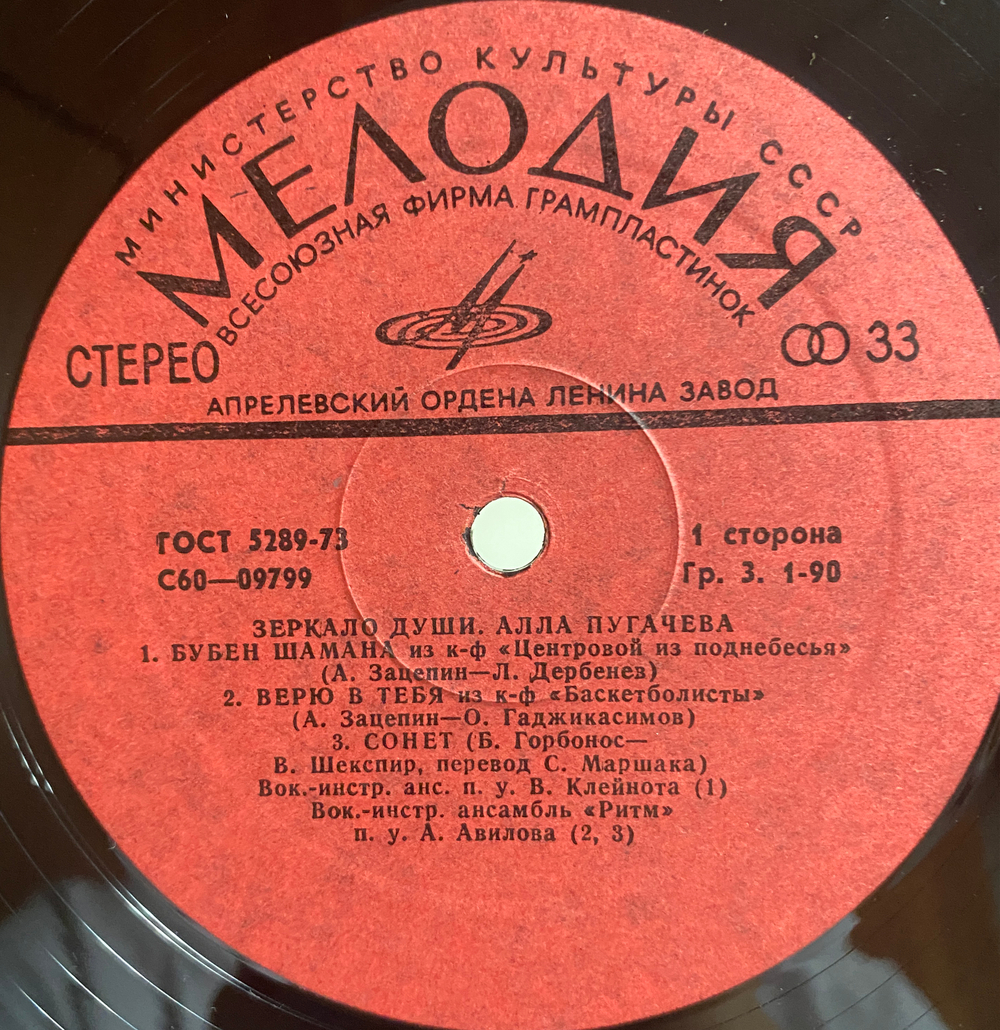 МИНИСТЕРСТВО КУЛЬТУРЫ СССР
МЕЛОДИЯ
ВСЕСОЮЗНАЯ ФИРМА ГРАМПЛАСТИНОК
СТЕРЕО
33
АПРЕЛЕВСКИЙ ОРДЕНА ЛЕНИНА ЗАВОД
ГОСТ 5289-73
1 сторона
С60—09799
Гр. 3. 1-90
ЗЕРКАЛО ДУШИ. АЛЛА ПУГАЧЕВА
1. БУБЕН ШАМАНА из к-ф «Центровой из поднебесья»
(А. Зацепин—Л. Дербенев)
2. ВЕРЮ В ТЕБЯ из к-ф «Баскетболисты»
(А. Зацепин—О. Гаджикасимов)
3. СОНЕТ (Б. Горбонос—
В. Шекспир, перевод С. Маршака)
Вок.-инстр. анс. п. у. В. Клейнота (1)
Вок.-инстр. ансамбль «Ритм»
п. у. А. Авилова (2, 3)